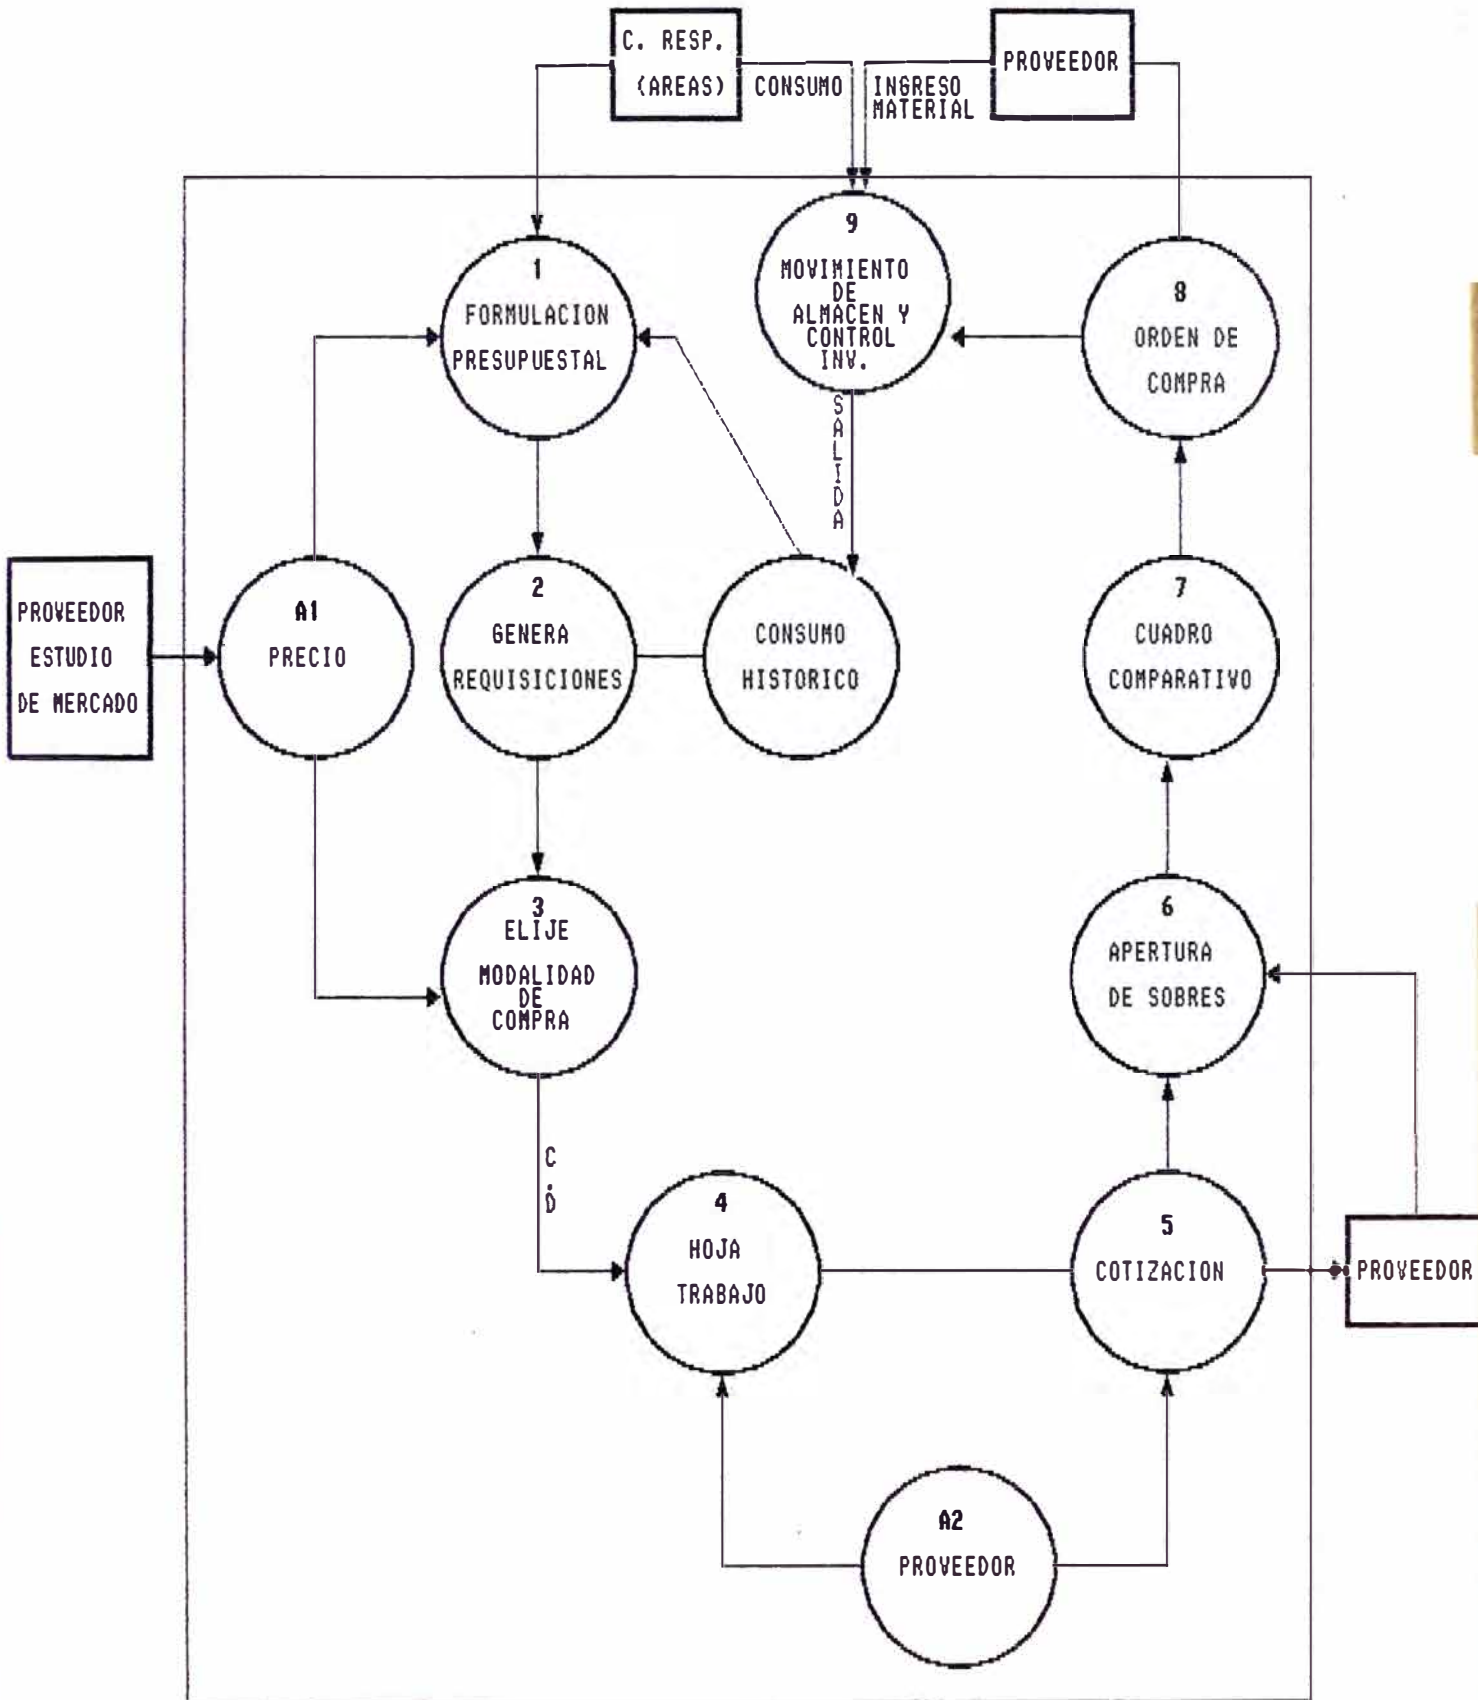 C. RESP.
(AREAS)
CONSUMO
INGRESO
MATERIAL
PROVEEDOR
1
FORMULACION
PRESUPUESTAL
9
MOVIMIENTO
DE
ALMACEN Y
CONTROL
INV.
8
ORDEN DE
COMPRA
SALIDA
PROVEEDOR
ESTUDIO
DE MERCADO
A1
PRECIO
2
GENERA
REQUISICIONES
CONSUMO
HISTORICO
7
CUADRO
COMPARATIVO
3
ELIJE
MODALIDAD
DE
COMPRA
6
APERTURA
DE SOBRES
C.D
4
HOJA
TRABAJO
5
COTIZACION
PROVEEDOR
A2
PROVEEDOR